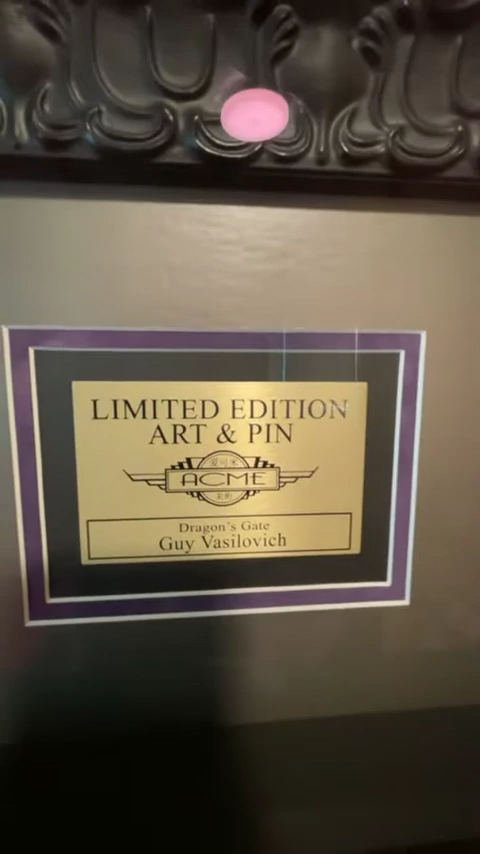 LIMITED EDITION
ART & PIN
ACME
Dragon's Gate
Guy Vasilovich